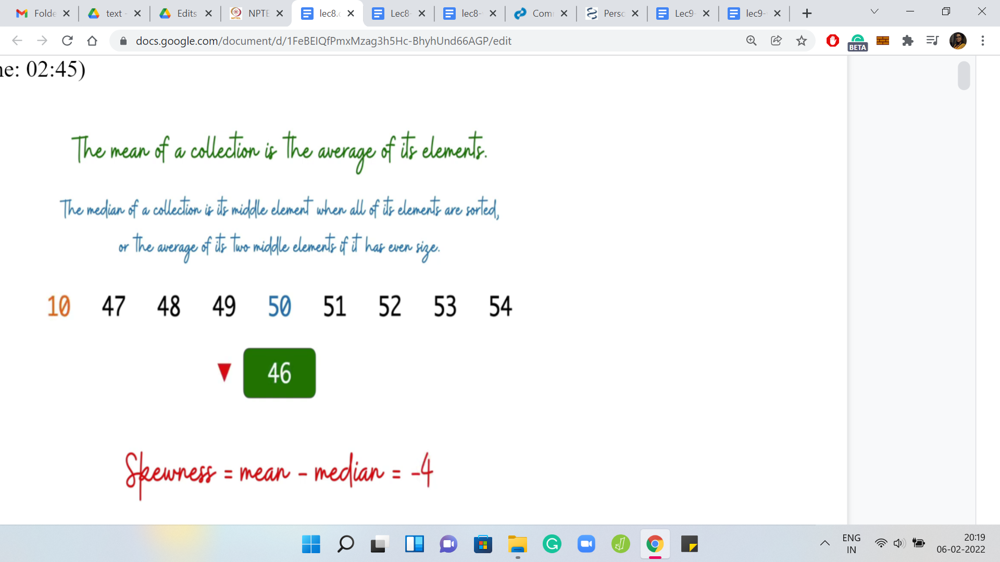 Folde
text -
Edits
NPTE
lec8.d
Lec8-
lec8-
Com
Perso
Lec9-
lec9-
docs.google.com/document/d/1FeBEIQfPmxMzag3h5Hc-BhyhUnd66AGP/edit
BETA
ne: 02:45)
The mean of a collection is the average of its elements.
The median of a collection is its middle element when all of its elements are sorted,
or the average of its two middle elements if it has even size.
10 47 48 49 50 51 52 53 54
46
Skewness = mean - median = -4
ENG
IN
20:19
06-02-2022